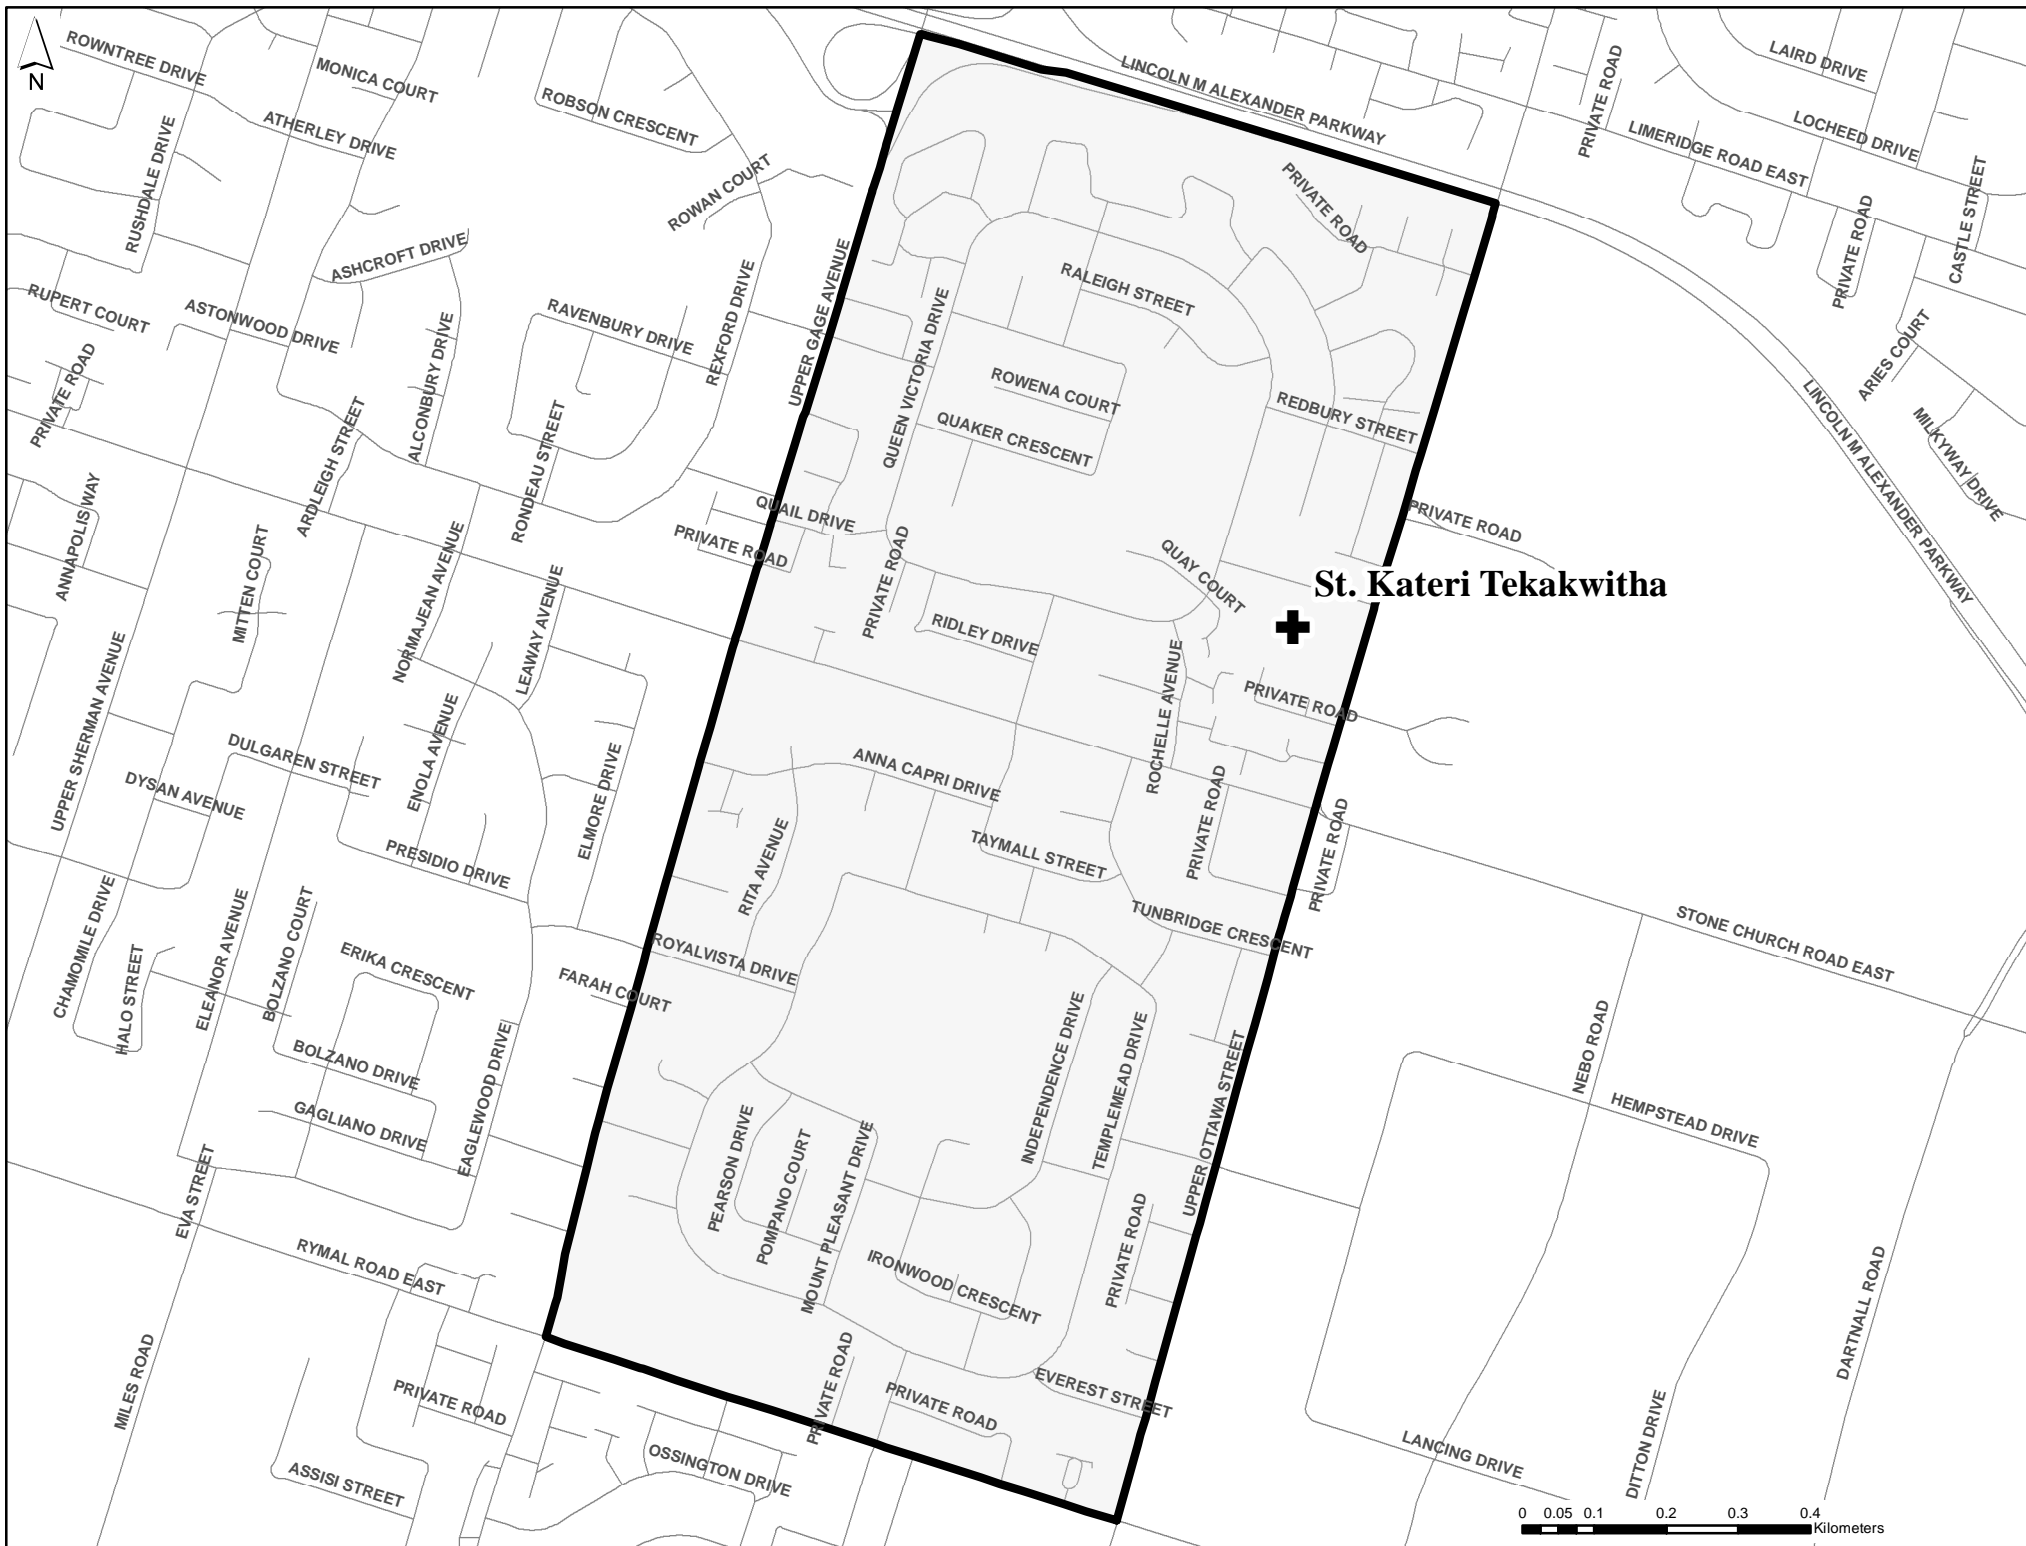 N
ROWNTREE DRIVE
MONICA COURT
ATHERLEY DRIVE
ROBSON CRESCENT
LINCOLN M ALEXANDER PARKWAY
PRIVATE ROAD
LAIRD DRIVE
LOCHEED DRIVE
LIMERIDGE ROAD EAST
RUSHDALE DRIVE
ROWAN COURT
PRIVATE ROAD
PRIVATE ROAD
CASTLE STREET
ASHCROFT DRIVE
RUPERT COURT
ASTONWOOD DRIVE
ALCONBURY DRIVE
RAVENBURY DRIVE
REXFORD DRIVE
UPPER GAGE AVENUE
QUEEN VICTORIA DRIVE
RALEIGH STREET
ARIES COURT
PRIVATE ROAD
ROWENA COURT
REDBURY STREET
LINCOLN M ALEXANDER PARKWAY
MILKYWAY DRIVE
ARDLEIGH STREET
RONDEAU STREET
QUAKER CRESCENT
ANNAPOLIS WAY
MITTEN COURT
NORMAJEAN AVENUE
LEAWAY AVENUE
QUAIL DRIVE
PRIVATE ROAD
PRIVATE ROAD
QUAY COURT
PRIVATE ROAD
St. Kateri Tekakwitha
UPPER SHERMAN AVENUE
RIDLEY DRIVE
ROCHELLE AVENUE
PRIVATE ROAD
ENOLA AVENUE
DULGAREN STREET
DYSAN AVENUE
ELMORE DRIVE
ANNA CAPRI DRIVE
PRIVATE ROAD
PRIVATE ROAD
PRESIDIO DRIVE
RITA AVENUE
TAYMALL STREET
TUNBRIDGE CRESCENT
STONE CHURCH ROAD EAST
CHAMOMILE DRIVE
HALO STREET
ELEANOR AVENUE
BOLZANO COURT
ERIKA CRESCENT
FARAH COURT
ROYALVISTA DRIVE
INDEPENDENCE DRIVE
TEMPLEMEAD DRIVE
UPPER OTTAWA STREET
NEBO ROAD
BOLZANO DRIVE
GAGLIANO DRIVE
EAGLEWOOD DRIVE
HEMPSTEAD DRIVE
EVA STREET
PEARSON DRIVE
POMPANO COURT
MOUNT PLEASANT DRIVE
PRIVATE ROAD
RYMAL ROAD EAST
IRONWOOD CRESCENT
DARTNALL ROAD
MILES ROAD
PRIVATE ROAD
PRIVATE ROAD
PRIVATE ROAD
EVEREST STREET
DITTON DRIVE
ASSISI STREET
OSSINGTON DRIVE
LANCING DRIVE
0 0.05 0.1 0.2 0.3 0.4
Kilometers